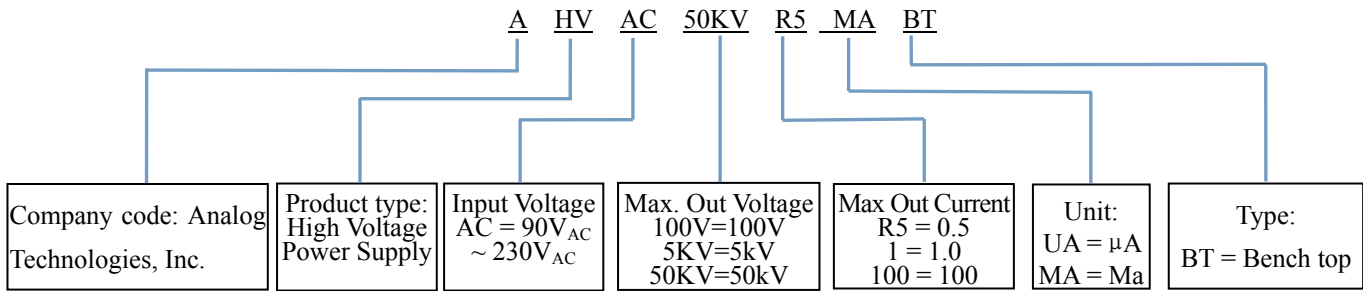 A HV AC 50KV R5 MA BT
Company code: Analog
Technologies, Inc.
Product type:
High Voltage
Power Supply
Input Voltage
AC = 90VAC
~ 230VAC
Max. Out Voltage
100V=100V
5KV=5kV
50KV=50kV
Max Out Current
R5 = 0.5
1 = 1.0
100 = 100
Unit:
UA = μA
MA = Ma
Type:
BT = Bench top